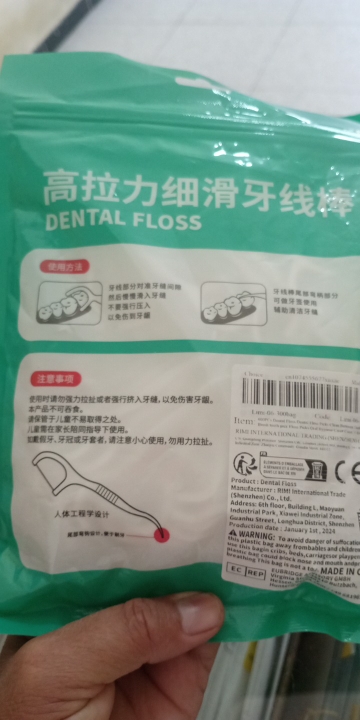 高拉力细滑牙线棒
DENTAL FLOSS
使用方法
牙线部分对准牙缝间隙
然后慢慢滑入牙缝
不要强行压入
以免伤到牙龈
牙线棒尾部弯钩部分
可做牙签使用
辅助清洁牙缝
注意事项
使用时请勿强力拉扯或者强行挤入牙缝,以免伤害牙龈。
本产品不可吞食。
请保管于儿童不易取得之处。
儿童需在家长陪同指导下使用。
如戴假牙、牙冠或牙套者,请注意小心使用,勿用力拉扯。
人体工程学设计
Item
RIMI INTERNATIONAL TRADING
Product : Dental Floss
Manufacturer : RIMI International Trade
(Shenzhen) Co., Ltd.
Address: 6th floor, Building L, Maoyuan
Industrial Park, Xiawei Industrial Zone,
Guanhu Street, Longhua District, Shenzhen
Production date : January 1st , 2024
WARNING: To avoid danger of suffocation
this plastic bag away from babies and children
MADE IN
EC REP